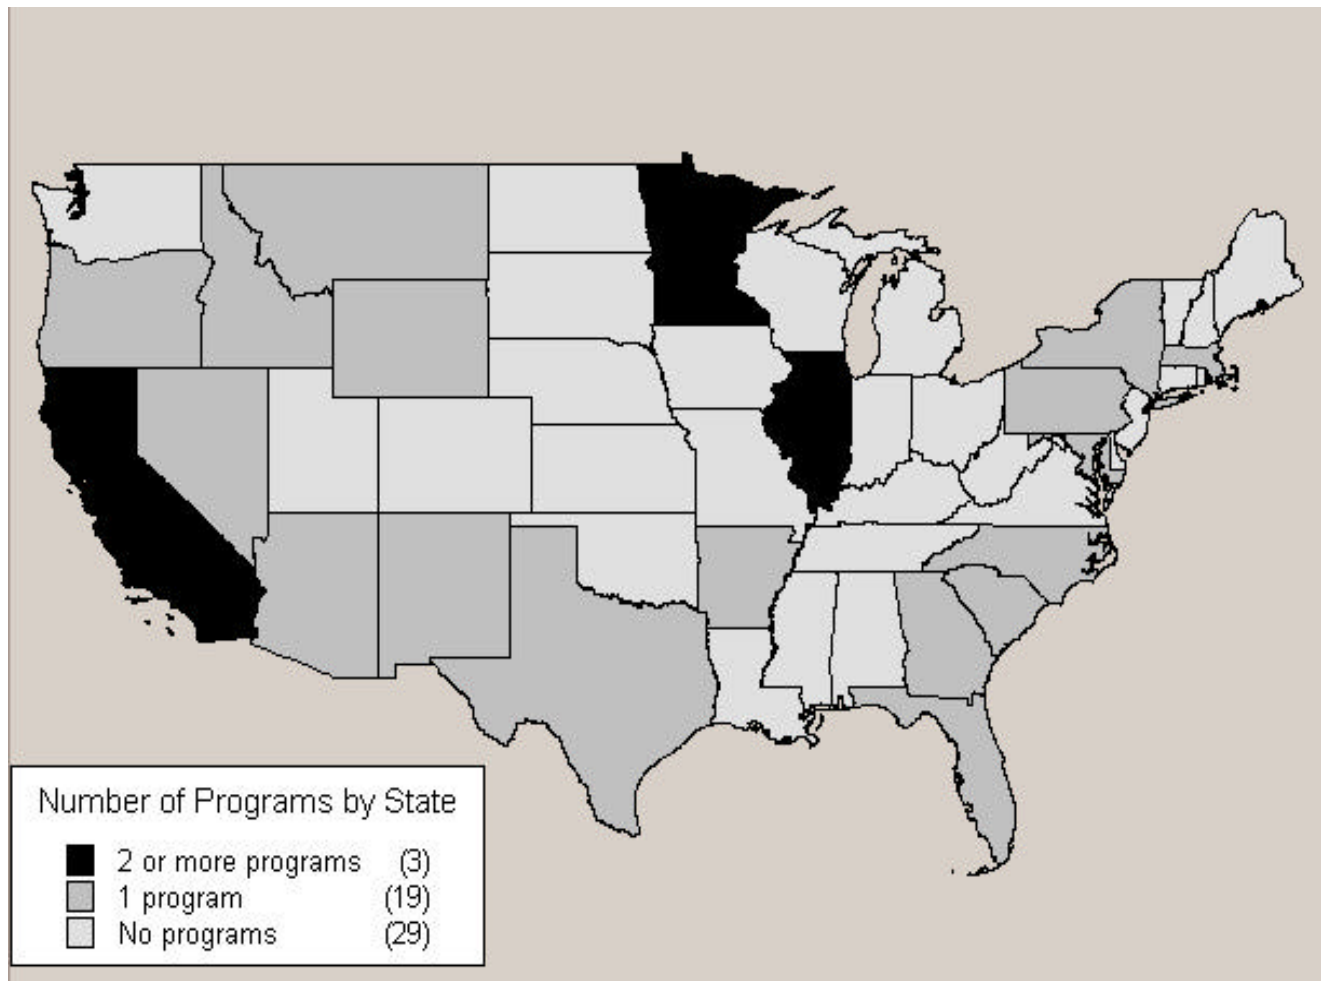 Number of Programs by State
2 or more programs (3)
1 program (19)
No programs (29)